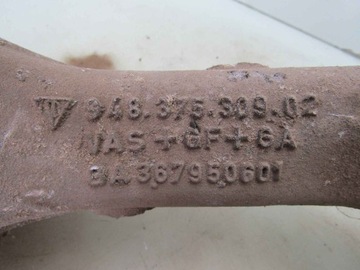 948.375.309.02
NAS + GF + GA
BA 367950601